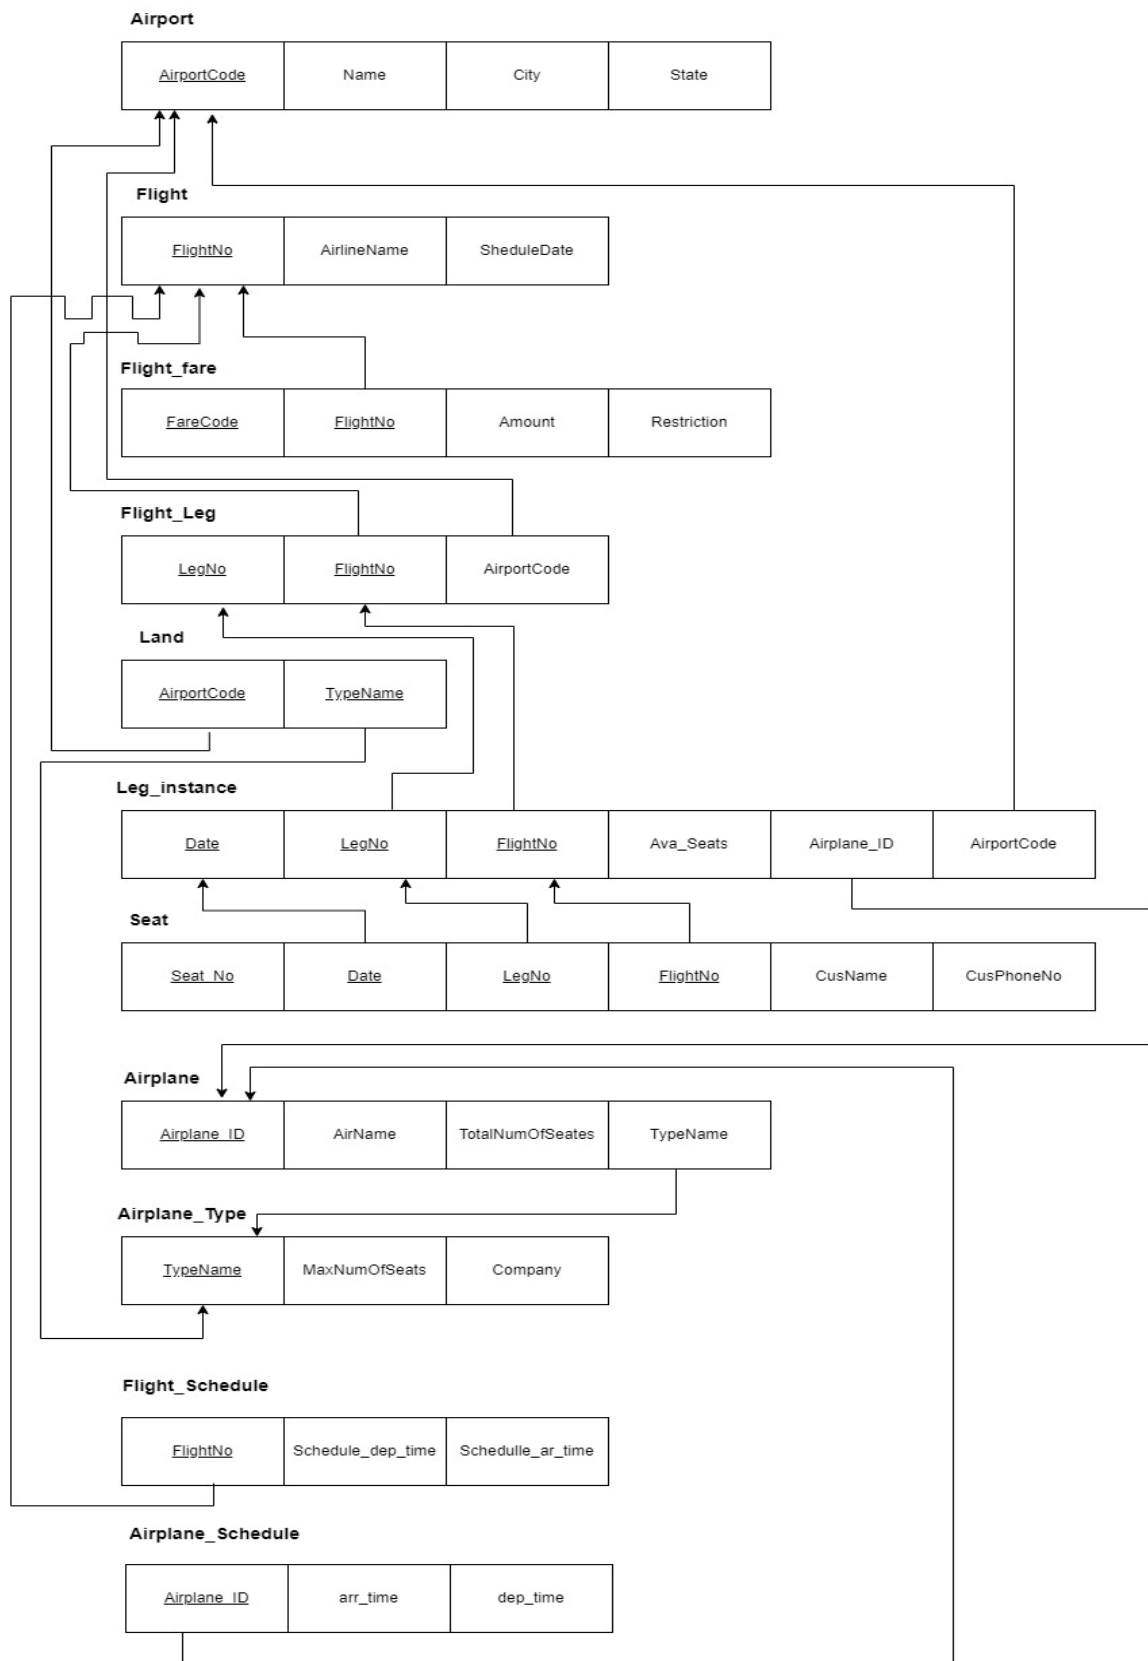 Airport
AirportCode Name City State
Flight
FlightNo AirlineName SheduleDate
Flight_fare
FareCode FlightNo Amount Restriction
Flight_Leg
LegNo FlightNo AirportCode
Land
AirportCode TypeName
Leg_instance
Date LegNo FlightNo Ava_Seats Airplane_ID AirportCode
Seat
Seat_No Date LegNo FlightNo CusName CusPhoneNo
Airplane
Airplane_ID AirName TotalNumOfSeates TypeName
Airplane_Type
TypeName MaxNumOfSeats Company
Flight_Schedule
FlightNo Schedule_dep_time Schedulle_ar_time
Airplane_Schedule
Airplane_ID arr_time dep_time